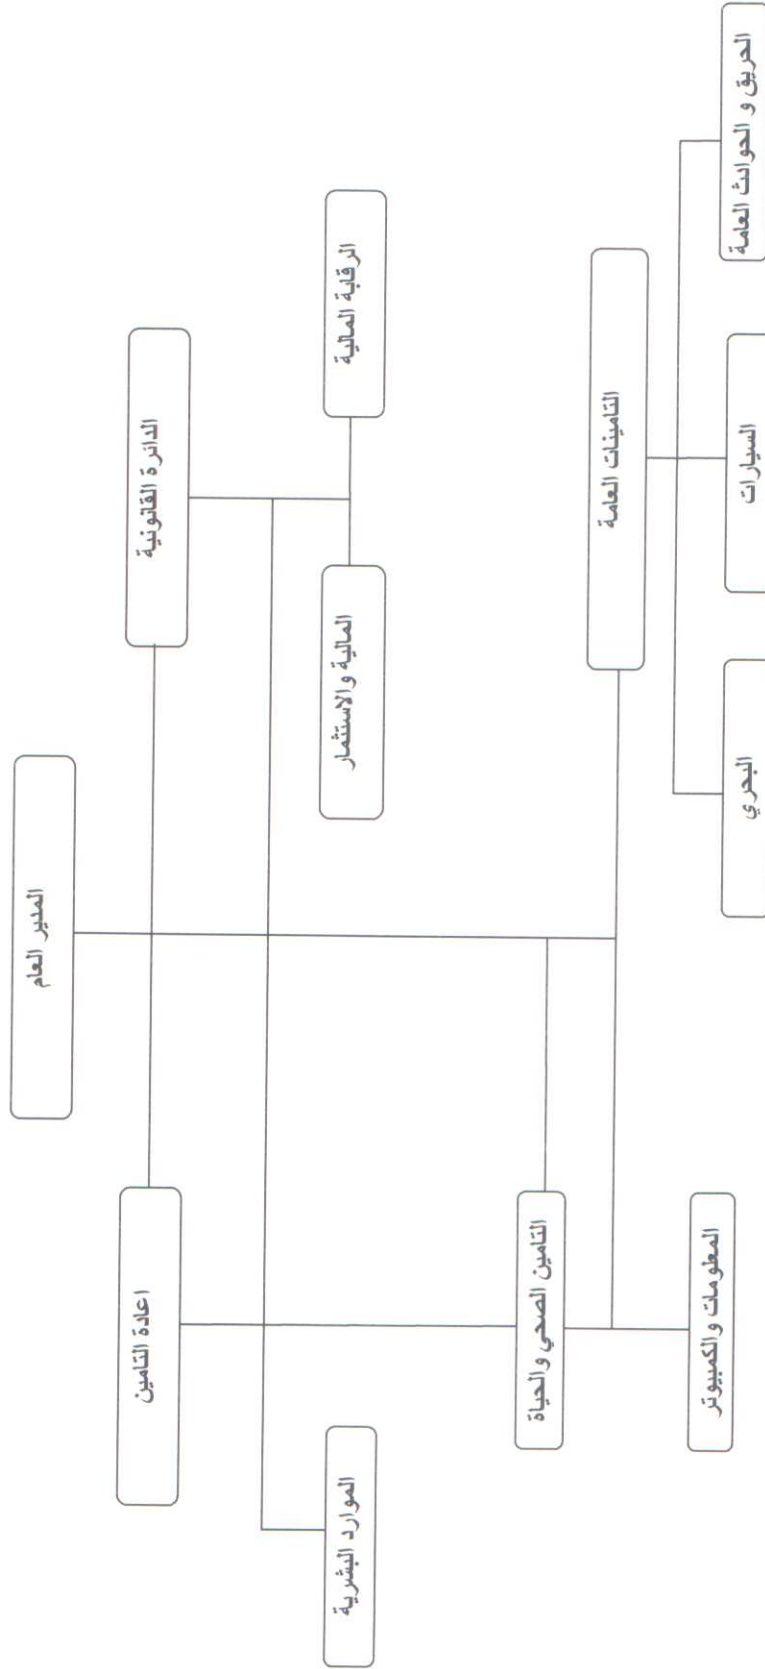 المدير العام
الدائرة القانونية
اعادة التامين
الرقابة المالية
المالية والاستثمار
الموارد البشرية
التامينات العامة
التامين الصحي والحياة
الحريق و الحوادث العامة
السيارات
البحري
المعلومات والكمبيوتر